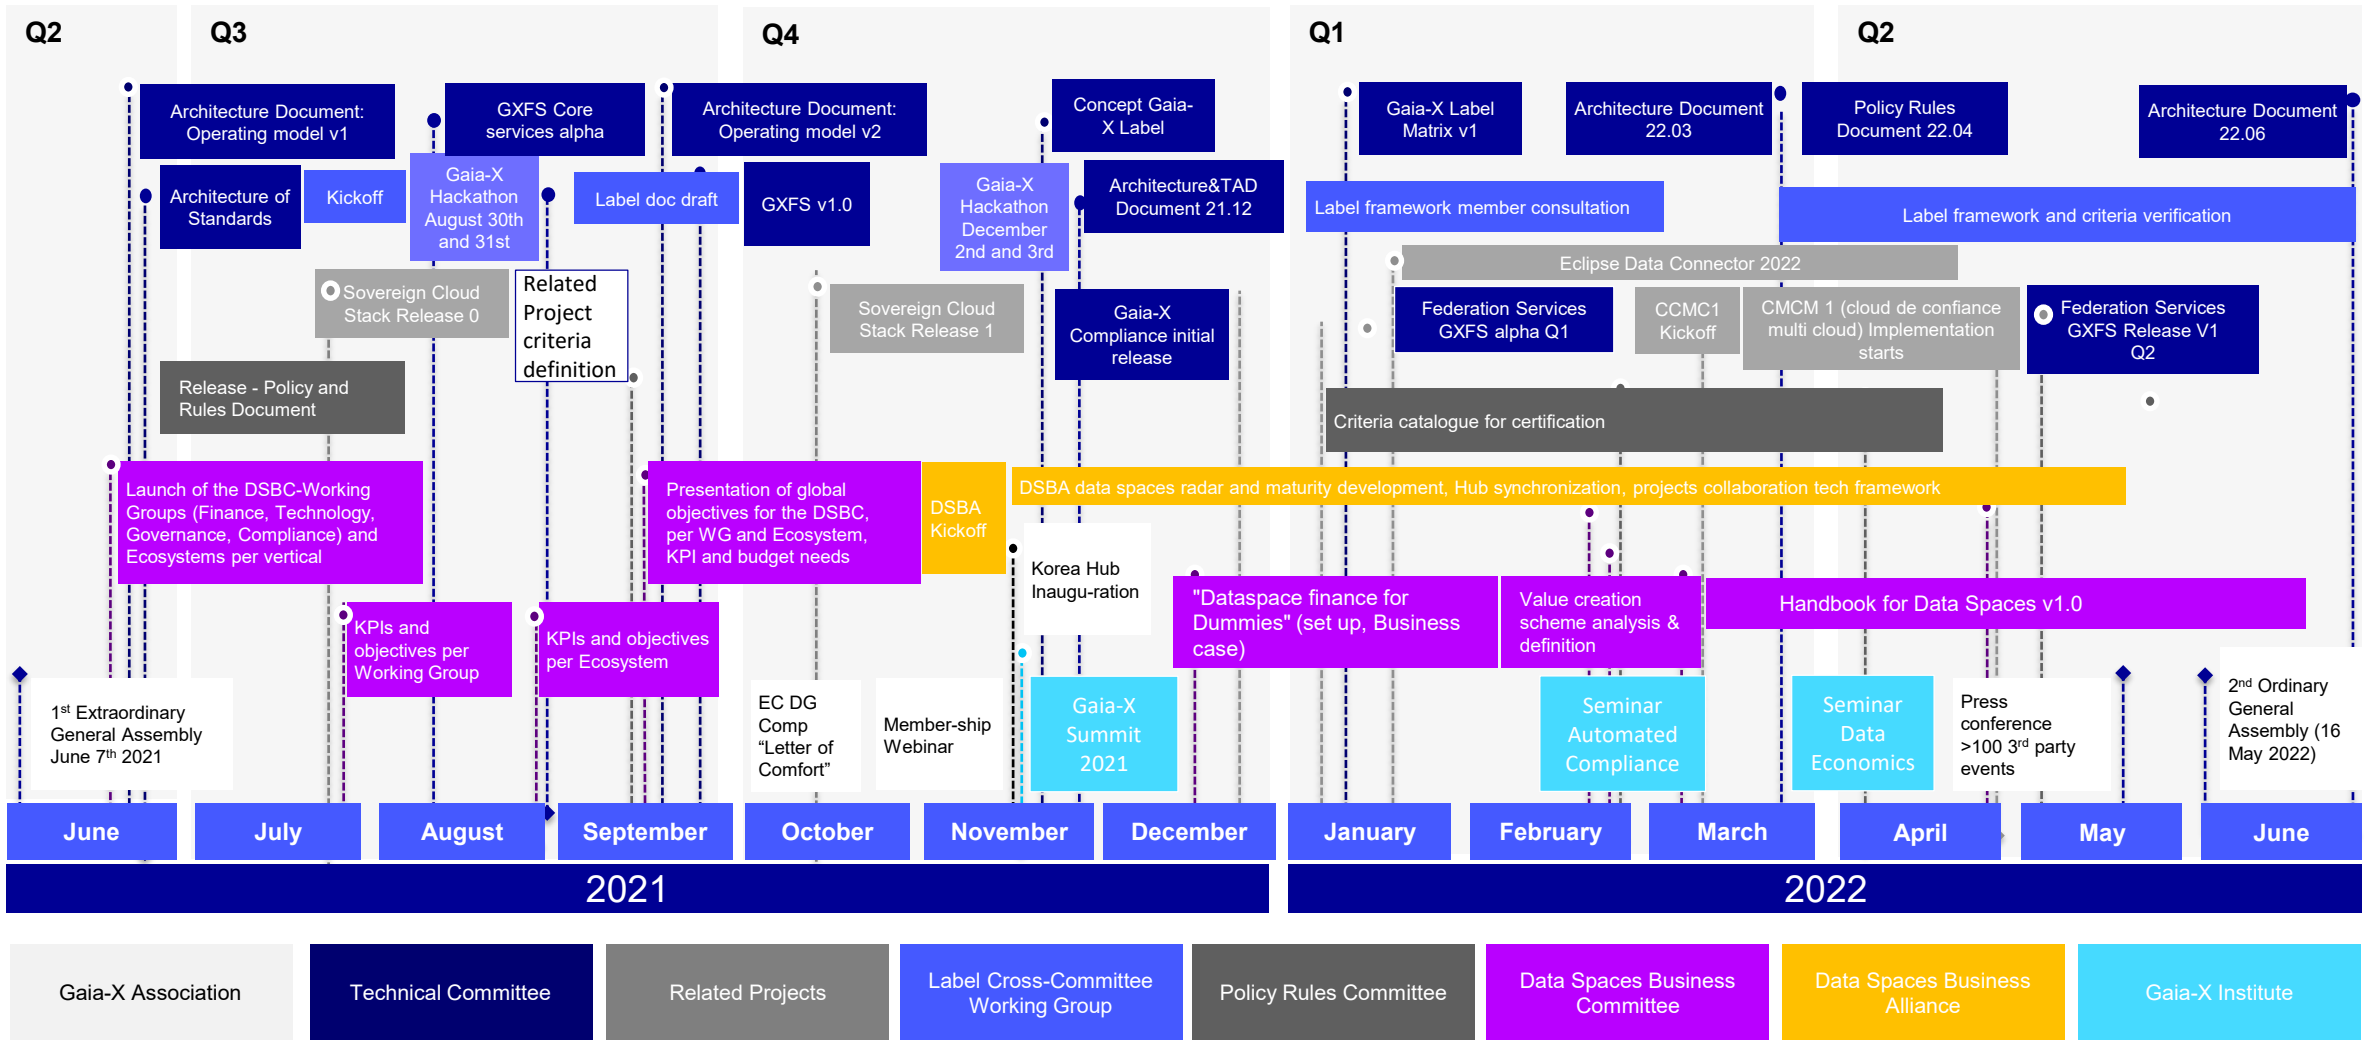 Q2
Q3
Q4
Q1
Q2
Architecture Document:
Operating model v1
GXFS Core
services alpha
Architecture Document:
Operating model v2
Concept Gaia-
X Label
Gaia-X Label
Matrix v1
Architecture Document
22.03
Policy Rules
Document 22.04
Architecture Document
22.06
Architecture of
Standards
Kickoff
Gaia-X
Hackathon
August 30th
and 31st
Label doc draft
GXFS v1.0
Gaia-X
Hackathon
December
2nd and 3rd
Architecture&TAD
Document 21.12
Label framework member consultation
Label framework and criteria verification
Eclipse Data Connector 2022
Sovereign Cloud
Stack Release 0
Related
Project
criteria
definition
Sovereign Cloud
Stack Release 1
Gaia-X
Compliance initial
release
Federation Services
GXFS alpha Q1
CCMC1
Kickoff
CMCM 1 (cloud de confiance
multi cloud) Implementation
starts
Federation Services
GXFS Release V1
Q2
Release - Policy and
Rules Document
Criteria catalogue for certification
Launch of the DSBC-Working
Groups (Finance, Technology,
Governance, Compliance) and
Ecosystems per vertical
Presentation of global
objectives for the DSBC,
per WG and Ecosystem,
KPI and budget needs
DSBA
Kickoff
DSBA data spaces radar and maturity development, Hub synchronization, projects collaboration tech framework
Korea Hub
Inaugu-ration
"Dataspace finance for
Dummies" (set up, Business
case)
Value creation
scheme analysis &
definition
Handbook for Data Spaces v1.0
KPIs and
objectives per
Working Group
KPIs and objectives
per Ecosystem
1st Extraordinary
General Assembly
June 7th 2021
EC DG
Comp
“Letter of
Comfort”
Member-ship
Webinar
Gaia-X
Summit
2021
Seminar
Automated
Compliance
Seminar
Data
Economics
Press
conference
>100 3rd party
events
2nd Ordinary
General
Assembly (16
May 2022)
June
July
August
September
October
November
December
January
February
March
April
May
June
2021
2022
Gaia-X Association
Technical Committee
Related Projects
Label Cross-Committee
Working Group
Policy Rules Committee
Data Spaces Business
Committee
Data Spaces Business
Alliance
Gaia-X Institute